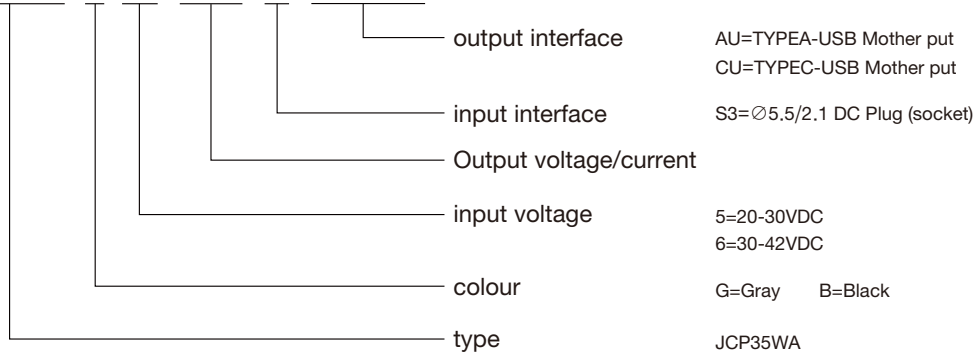 output interface AU=TYPEA-USB Mother put
CU=TYPEC-USB Mother put
input interface S3=∅5.5/2.1 DC Plug (socket)
Output voltage/current
input voltage 5=20-30VDC
6=30-42VDC
colour G=Gray B=Black
type JCP35WA